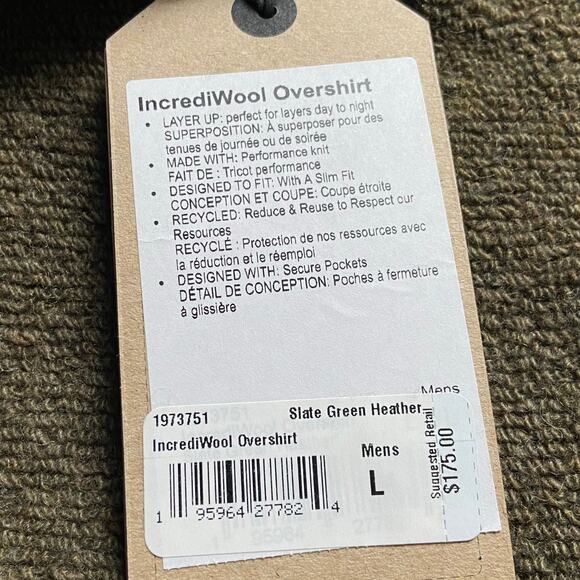 IncrediWool Overshirt
• LAYER UP: perfect for layers day to night
SUPERPOSITION: À superposer pour des
tenues de journée ou de soirée
• MADE WITH: Performance knit
FAIT DE : Tricot performance
• DESIGNED TO FIT: With A Slim Fit
CONCEPTION ET COUPE: Coupe étroite
• RECYCLED: Reduce & Reuse to Respect our
Resources
RECYCLÉ : Protection de nos ressources avec
la réduction et le réemploi
• DESIGNED WITH: Secure Pockets
DÉTAIL DE CONCEPTION: Poches à fermeture
à glissière
Mens
1973751 Slate Green Heather
IncrediWool Overshirt
Mens
L
1 95964 27782 4
Suggested Retail
$175.00